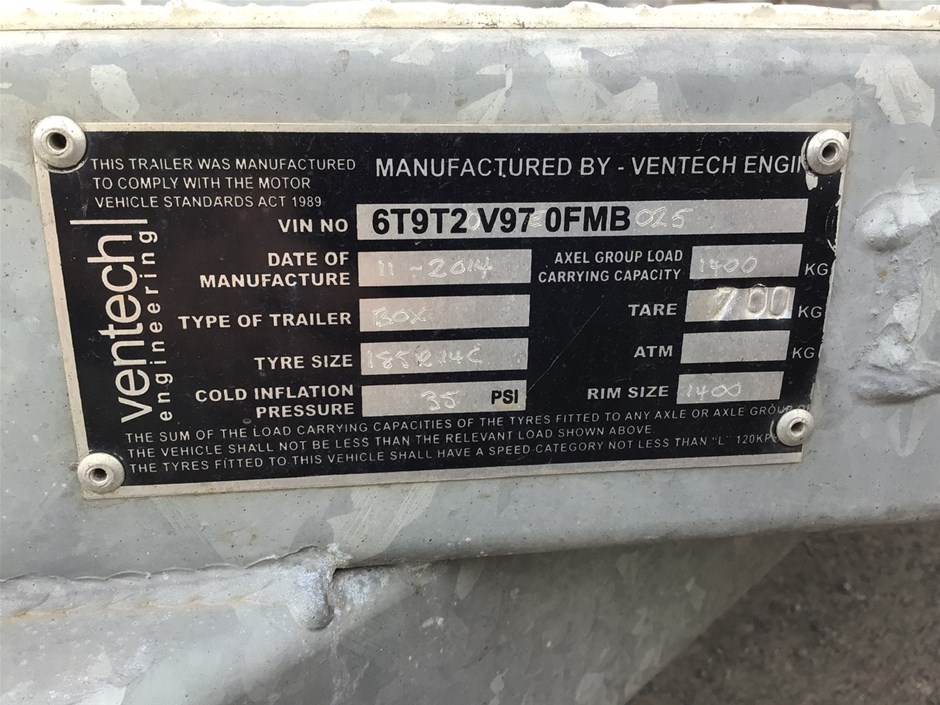 THIS TRAILER WAS MANUFACTURED
TO COMPLY WITH THE MOTOR
VEHICLE STANDARDS ACT 1989
MANUFACTURED BY - VENTECH ENGIN
ventech
engineering
VIN NO 6T9T2 V97 0FMB 025
DATE OF
MANUFACTURE 11-2014
AXEL GROUP LOAD
CARRYING CAPACITY 1400 KG
TYPE OF TRAILER BOX
TARE 700 KG
TYRE SIZE 185R14C
ATM KG
COLD INFLATION
PRESSURE 35 PSI
RIM SIZE 1400
THE SUM OF THE LOAD CARRYING CAPACITIES OF THE TYRES FITTED TO ANY AXLE OR AXLE GROUP
THE VEHICLE SHALL NOT BE LESS THAN THE RELEVANT LOAD SHOWN ABOVE
THE TYRES FITTED TO THIS VEHICLE SHALL HAVE A SPEED CATEGORY NOT LESS THAN "L" 120KP